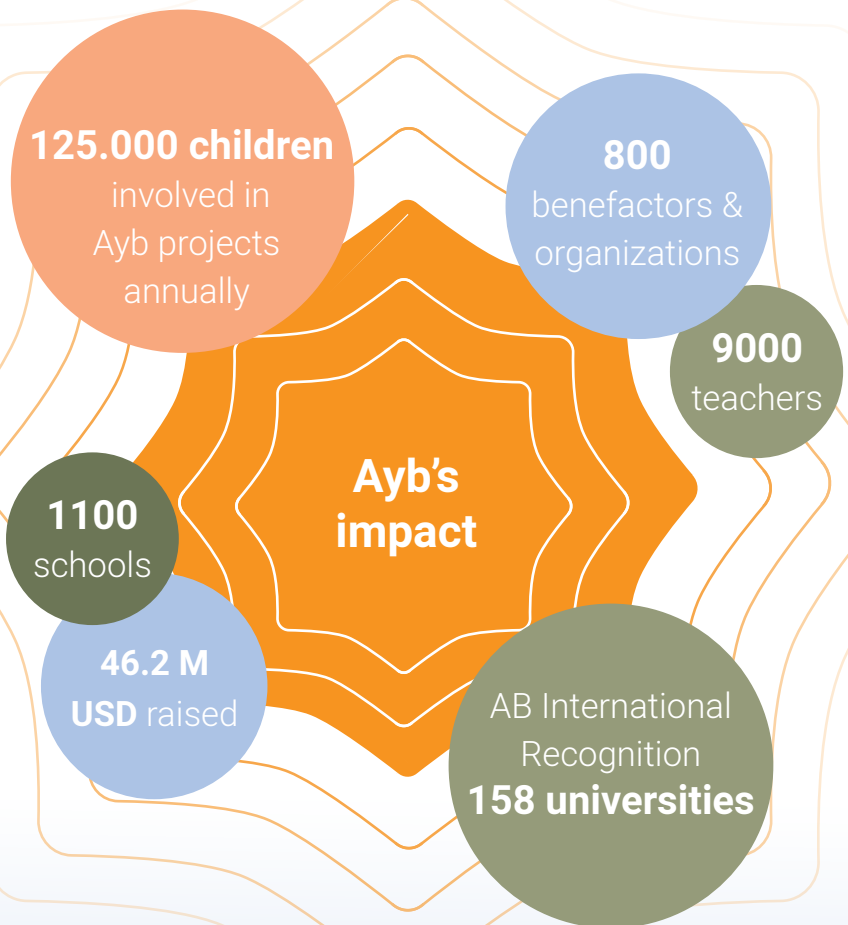 125.000 children
involved in
Ayb projects
annually
800
benefactors &
organizations
9000
teachers
Ayb’s
impact
1100
schools
46.2 M
USD raised
AB International
Recognition
158 universities